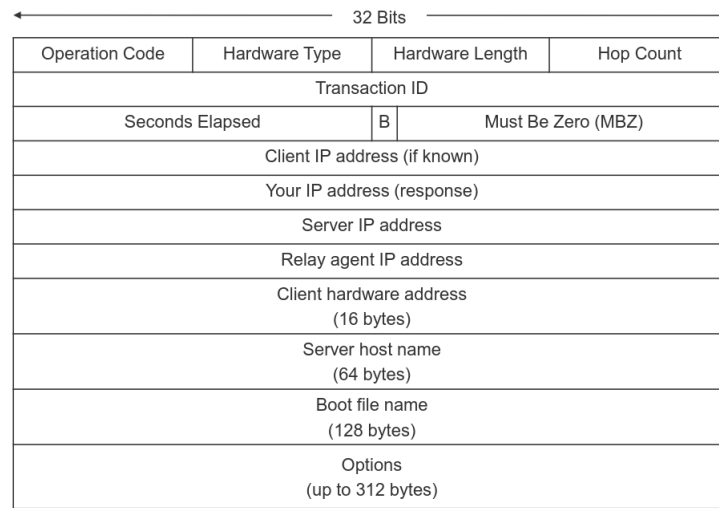 32 Bits
Operation Code Hardware Type Hardware Length Hop Count
Transaction ID
Seconds Elapsed B Must Be Zero (MBZ)
Client IP address (if known)
Your IP address (response)
Server IP address
Relay agent IP address
Client hardware address
(16 bytes)
Server host name
(64 bytes)
Boot file name
(128 bytes)
Options
(up to 312 bytes)